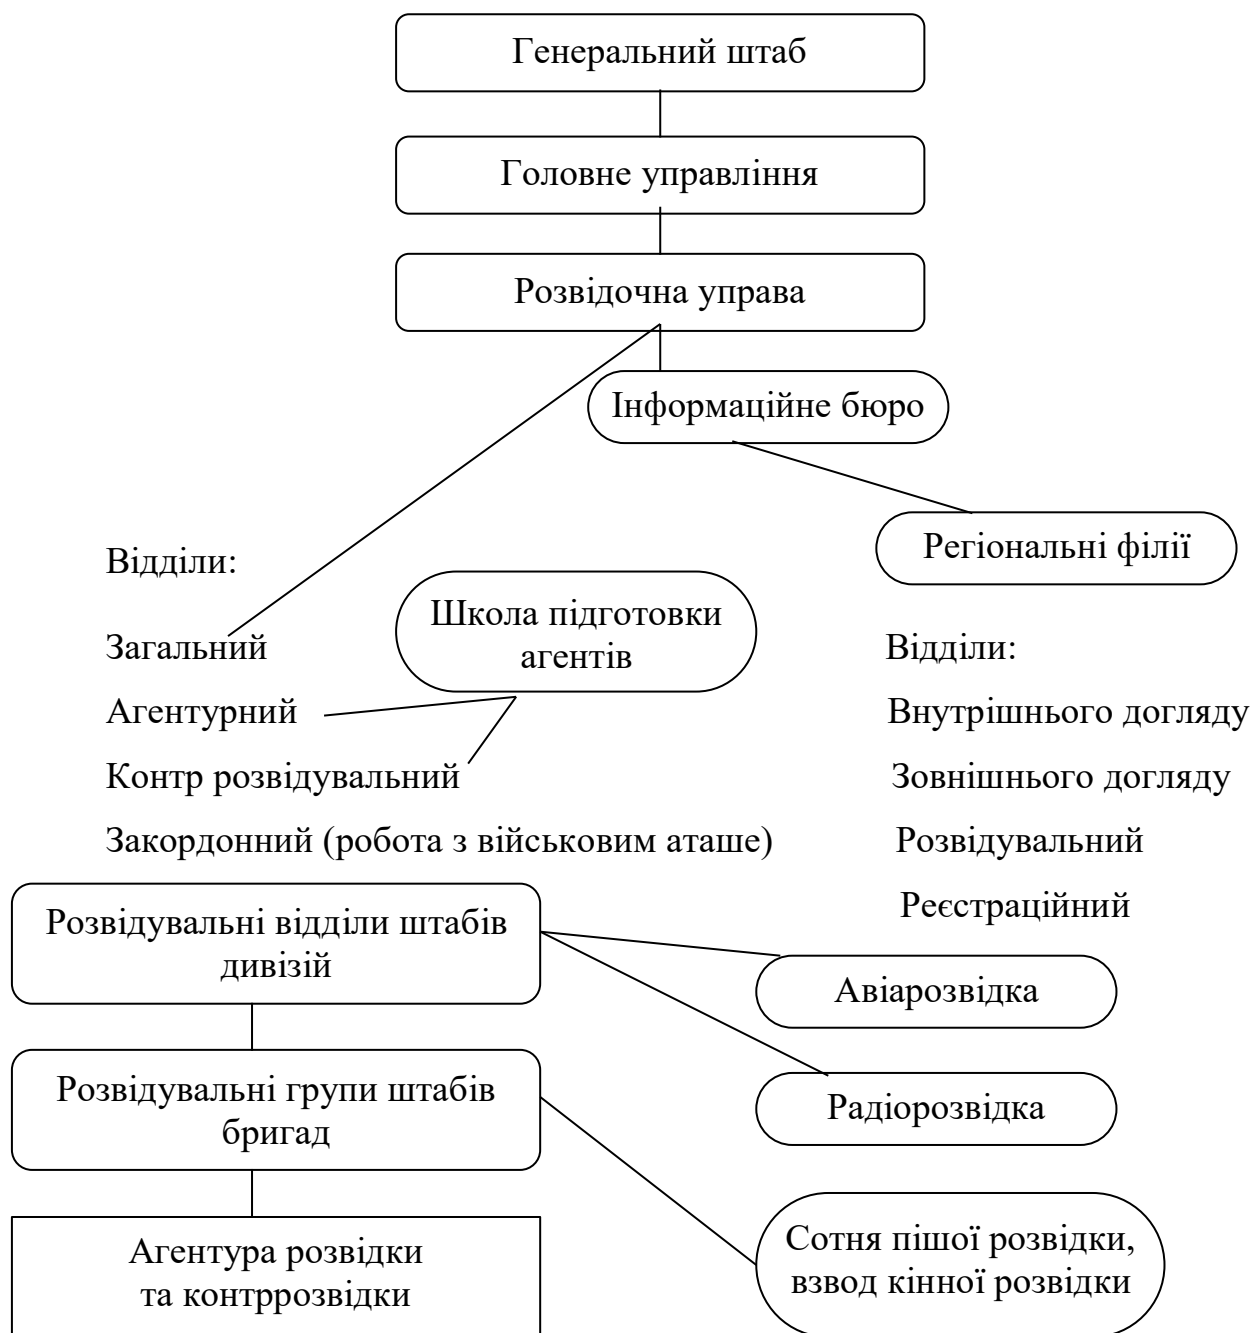 Генеральний штаб
Головне управління
Розвідочна управа
Інформаційне бюро
Регіональні філії
Відділи:
Школа підготовки
агентів
Загальний
Агентурний
Контр розвідувальний
Закордонний (робота з військовим аташе)
Відділи:
Внутрішнього догляду
Зовнішнього догляду
Розвідувальний
Реєстраційний
Розвідувальні відділи штабів
дивізій
Авіарозвідка
Розвідувальні групи штабів
бригад
Радіорозвідка
Агентура розвідки
та контррозвідки
Сотня пішої розвідки,
взвод кінної розвідки